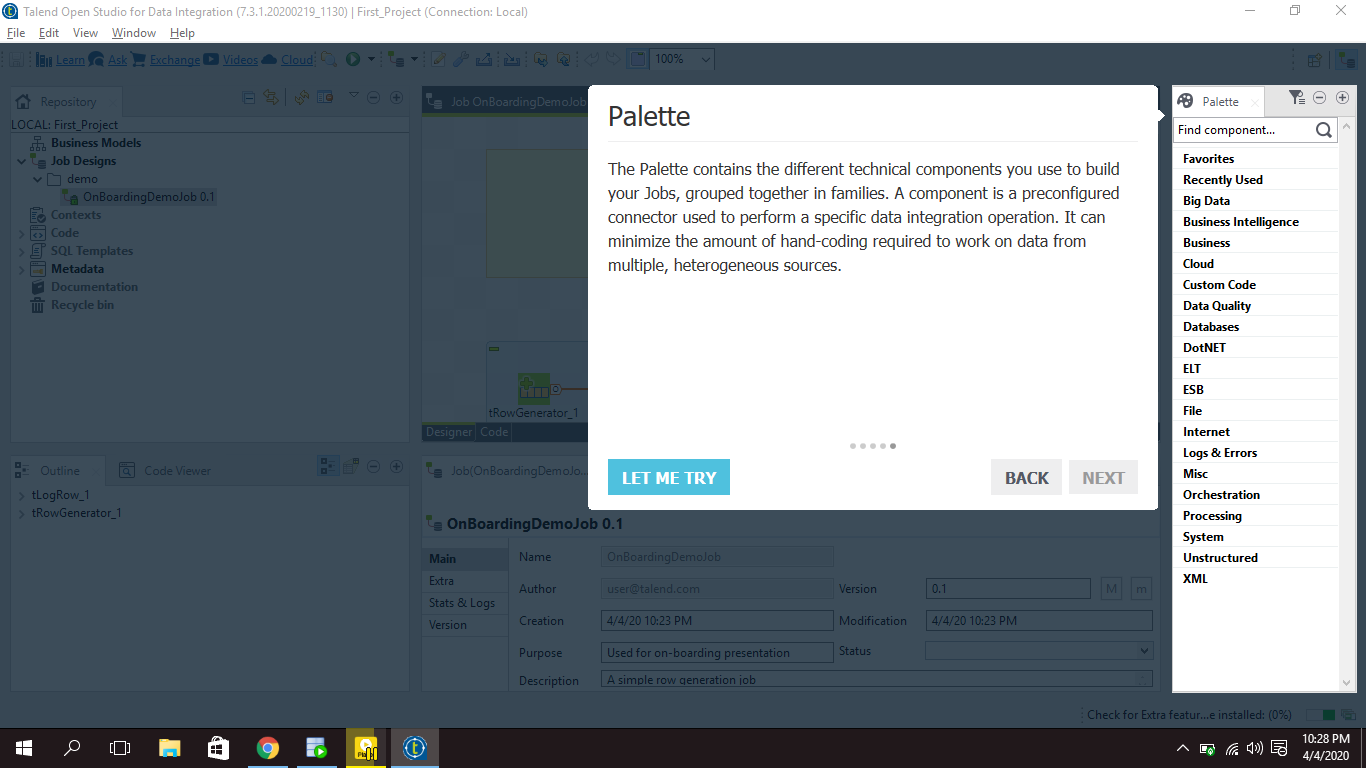 Talend Open Studio for Data Integration (7.3.1.20200219_1130) | First_Project (Connection: Local)
File Edit View Window Help
Learn Ask Exchange Videos Cloud 100%
Repository
LOCAL: First_Project
Business Models
Job Designs
demo
OnBoardingDemoJob 0.1
Contexts
Code
SQL Templates
Metadata
Documentation
Recycle bin
Job OnBoardingDemoJob
tRowGenerator_1
Designer Code
Palette
The Palette contains the different technical components you use to build
your Jobs, grouped together in families. A component is a preconfigured
connector used to perform a specific data integration operation. It can
minimize the amount of hand-coding required to work on data from
multiple, heterogeneous sources.
LET ME TRY BACK NEXT
Palette
Find component...
Favorites
Recently Used
Big Data
Business Intelligence
Business
Cloud
Custom Code
Data Quality
Databases
DotNET
ELT
ESB
File
Internet
Logs & Errors
Misc
Orchestration
Processing
System
Unstructured
XML
Outline Code Viewer
tLogRow_1
tRowGenerator_1
Job(OnBoardingDemoJo...
OnBoardingDemoJob 0.1
Main
Extra
Stats & Logs
Version
Name OnBoardingDemoJob
Author user@talend.com Version 0.1 M m
Creation 4/4/20 10:23 PM Modification 4/4/20 10:23 PM
Purpose Used for on-boarding presentation Status
Description A simple row generation job
Check for Extra featur...e installed: (0%)
10:28 PM
4/4/2020